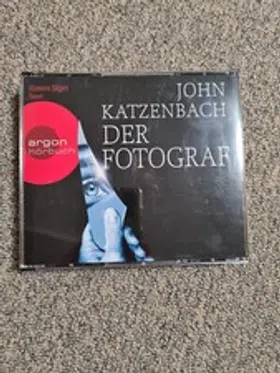 JOHN
KATZENBACH
DER
FOTOGRAF
argon
hörbuch